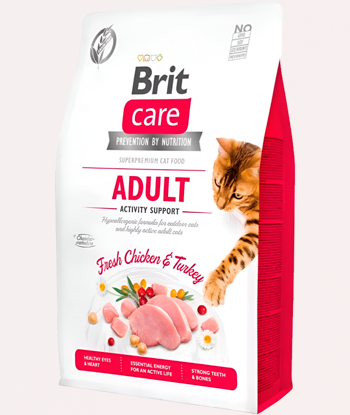 NO
Brit
care
PREVENTION by NUTRITION
SUPERPREMIUM CAT FOOD
ADULT
ACTIVITY SUPPORT
Hypoallergenic formula for outdoor cats
and highly active adult cats
Fresh Chicken & Turkey
HEALTHY EYES
& HEART
ESSENTIAL ENERGY
FOR AN ACTIVE LIFE
STRONG TEETH
& BONES